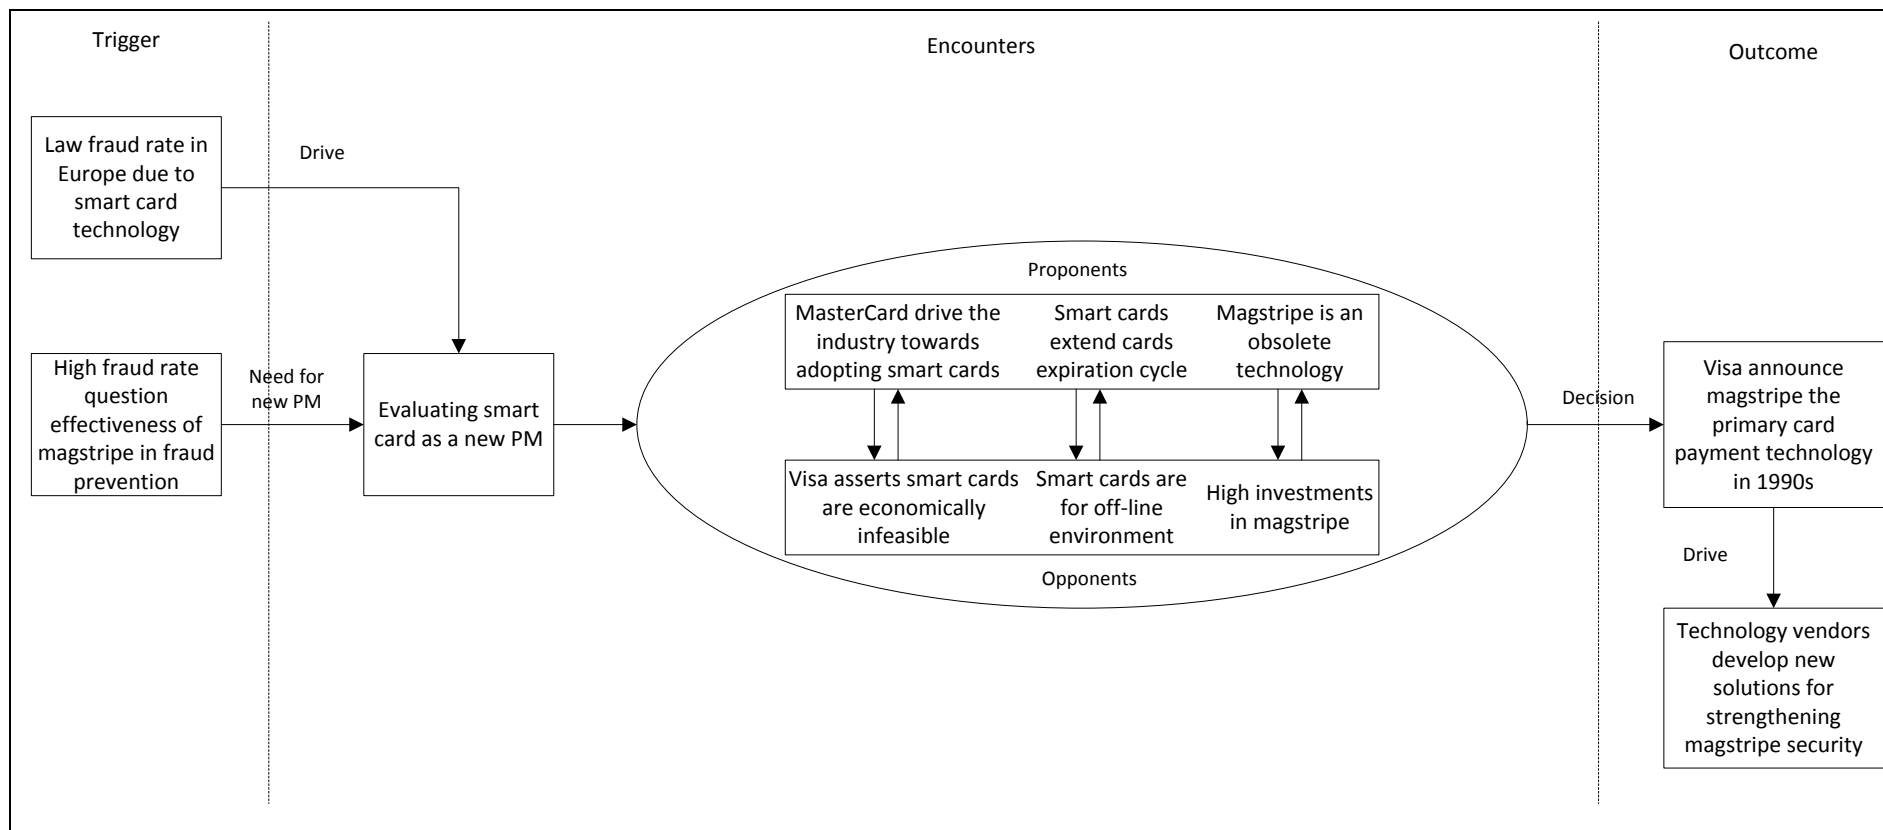 Trigger
Encounters
Outcome
Law fraud rate in
Europe due to
smart card
technology
Drive
High fraud rate
question
effectiveness of
magstripe in fraud
prevention
Need for
new PM
Evaluating smart
card as a new PM
Proponents
MasterCard drive the
industry towards
adopting smart cards
Smart cards
extend cards
expiration cycle
Magstripe is an
obsolete
technology
Visa asserts smart cards
are economically
infeasible
Smart cards are
for off-line
environment
High investments
in magstripe
Opponents
Decision
Visa announce
magstripe the
primary card
payment technology
in 1990s
Drive
Technology vendors
develop new
solutions for
strengthening
magstripe security